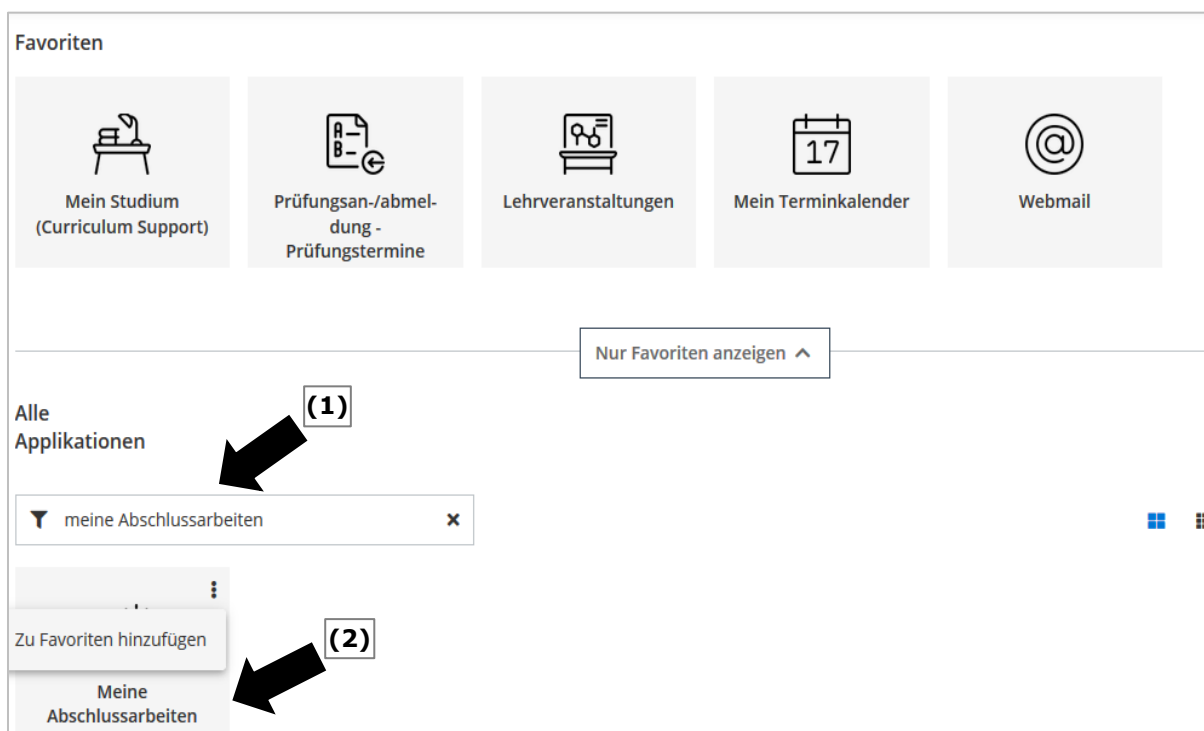 Favoriten
A
B
17
@
Mein Studium
(Curriculum Support)
Prüfungsan-/abmel-
dung -
Prüfungstermine
Lehrveranstaltungen
Mein Terminkalender
Webmail
Nur Favoriten anzeigen
(1)
Alle
Applikationen
meine Abschlussarbeiten
Zu Favoriten hinzufügen
(2)
Meine
Abschlussarbeiten